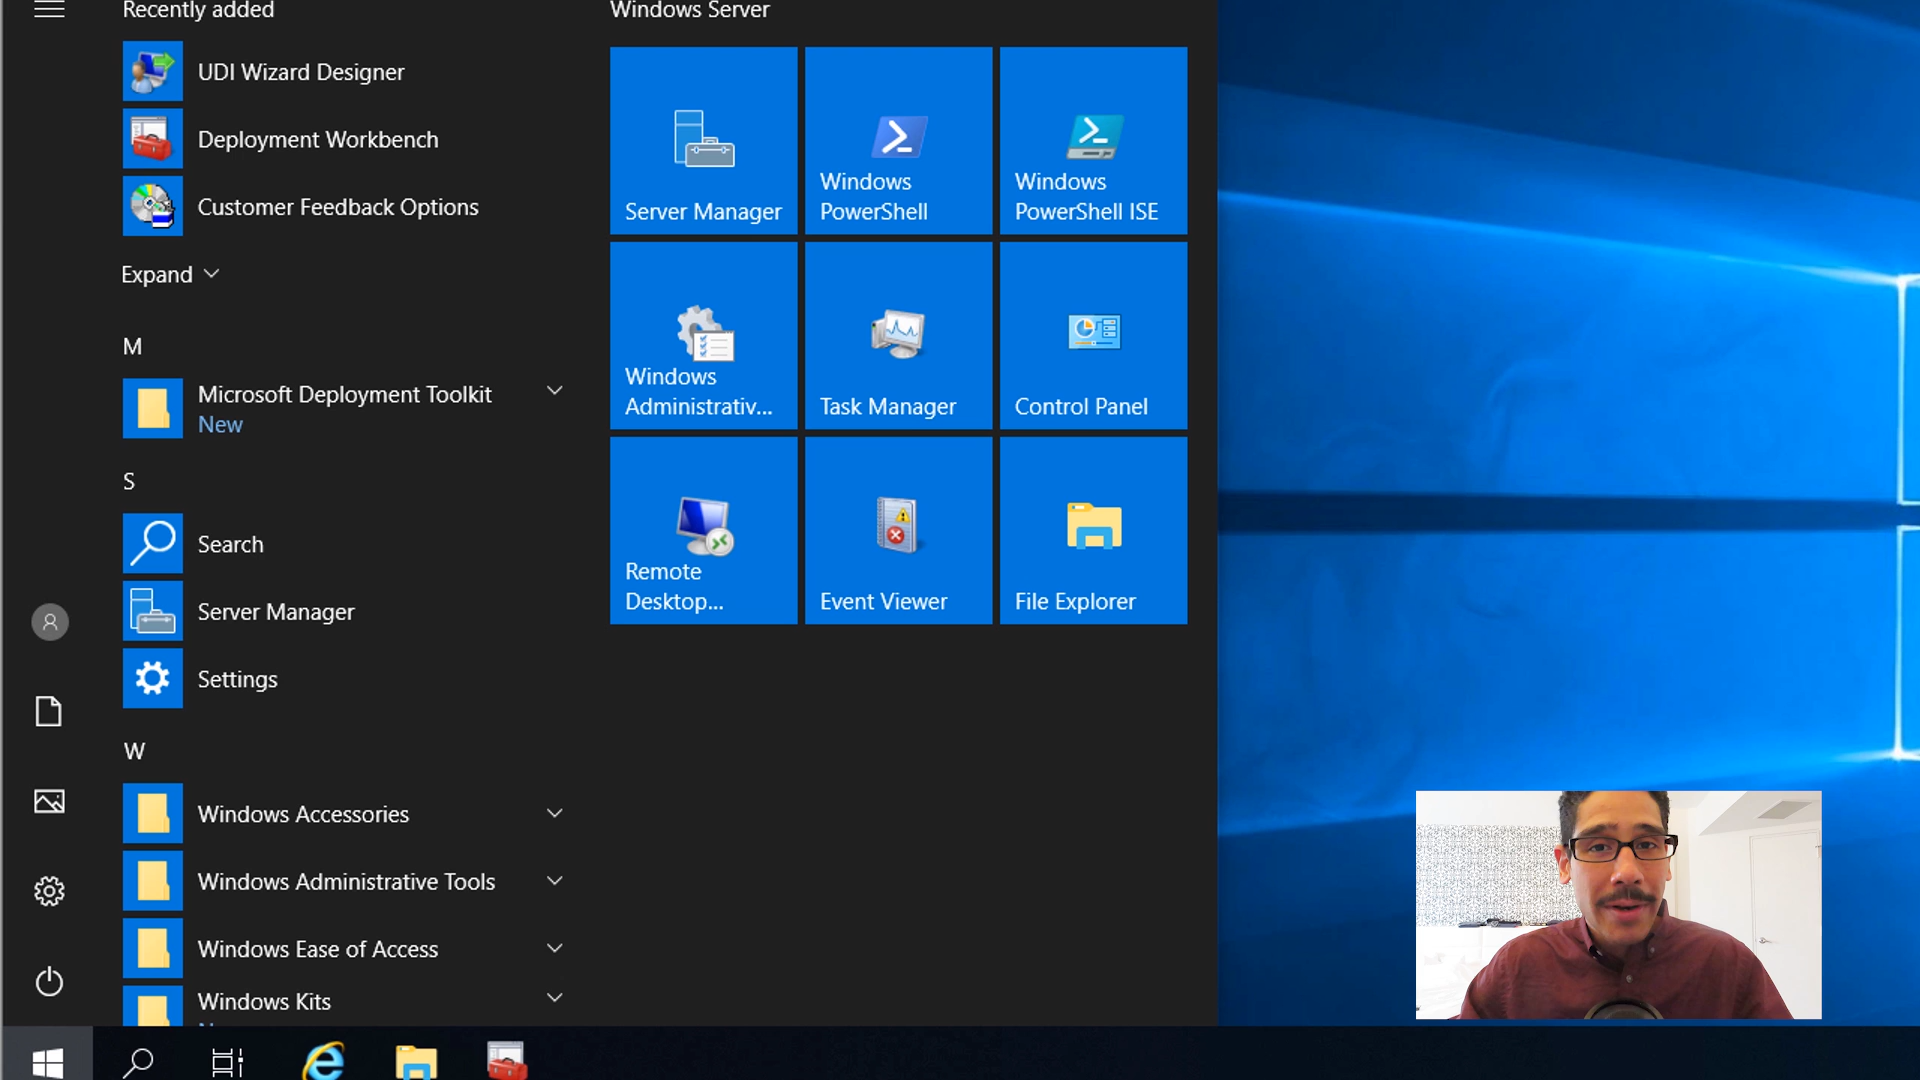 Recently added
UDI Wizard Designer
Deployment Workbench
Customer Feedback Options
Expand
M
Microsoft Deployment Toolkit
New
S
Search
Server Manager
Settings
W
Windows Accessories
Windows Administrative Tools
Windows Ease of Access
Windows Kits
Windows Server
Server Manager
Windows
PowerShell
Windows
PowerShell ISE
Windows
Administrativ...
Task Manager
Control Panel
Remote
Desktop...
Event Viewer
File Explorer